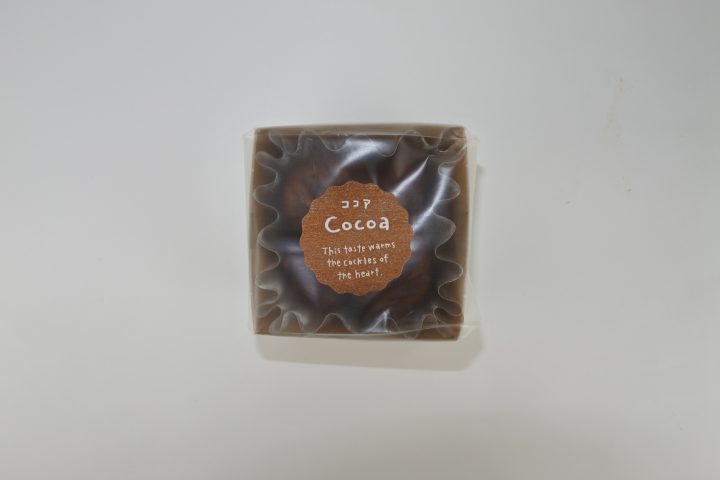 ココア
Cocoa
This taste warms
the cockles of
the heart.